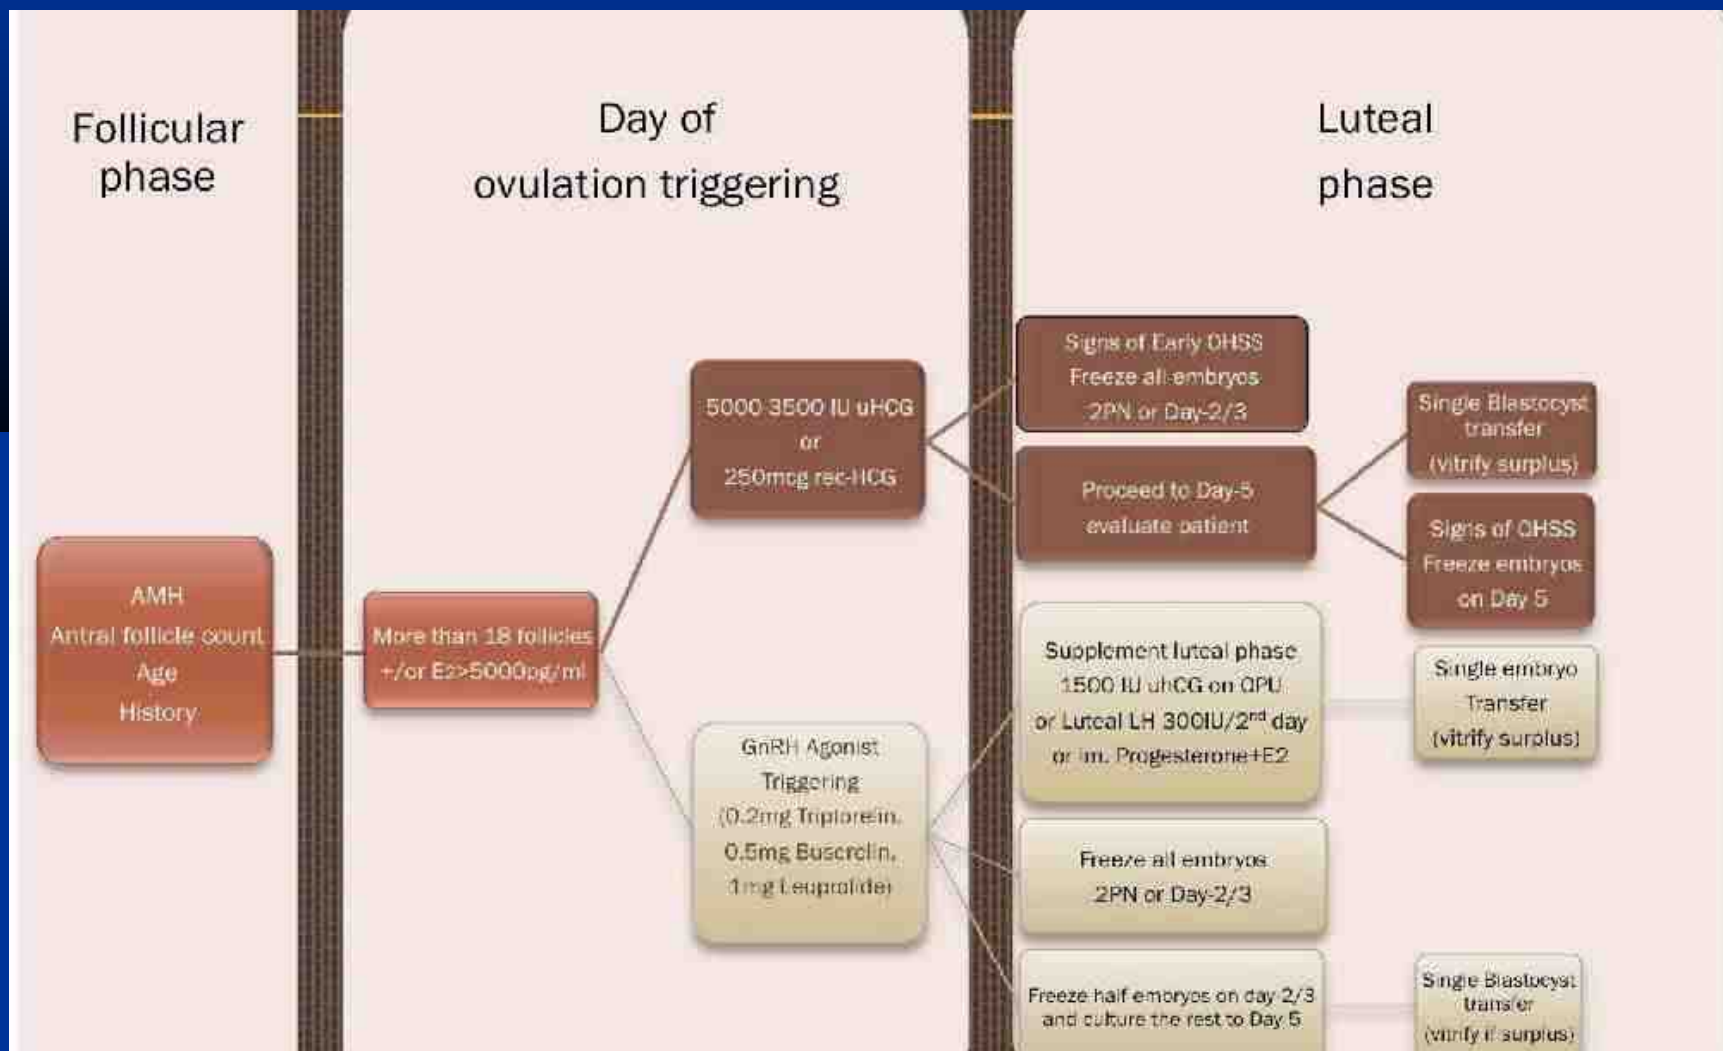 Follicular
phase
Day of
ovulation triggering
Luteal
phase
AMH
Antral follicle count
Age
History
More than 18 follicles
+/or E2>5000pg/ml
5000-3500 IU uHCG
or
250mcg rec-HCG
GnRH Agonist
Triggering
(0.2mg Triptorelin,
0.5mg Buserelin,
1mg Leuprolide)
Signs of Early OHSS
Freeze all embryos
2PN or Day-2/3
Proceed to Day-5
evaluate patient
Single Blastocyst
transfer
(vitrify surplus)
Signs of OHSS
Freeze embryos
on Day 5
Supplement luteal phase
1500 IU uhCG on OPU
or Luteal LH 300IU/2nd day
or im. Progesterone+E2
Single embryo
Transfer
(vitrify surplus)
Freeze all embryos
2PN or Day-2/3
Freeze half embryos on day 2/3
and culture the rest to Day 5
Single Blastocyst
transfer
(vitrify if surplus)